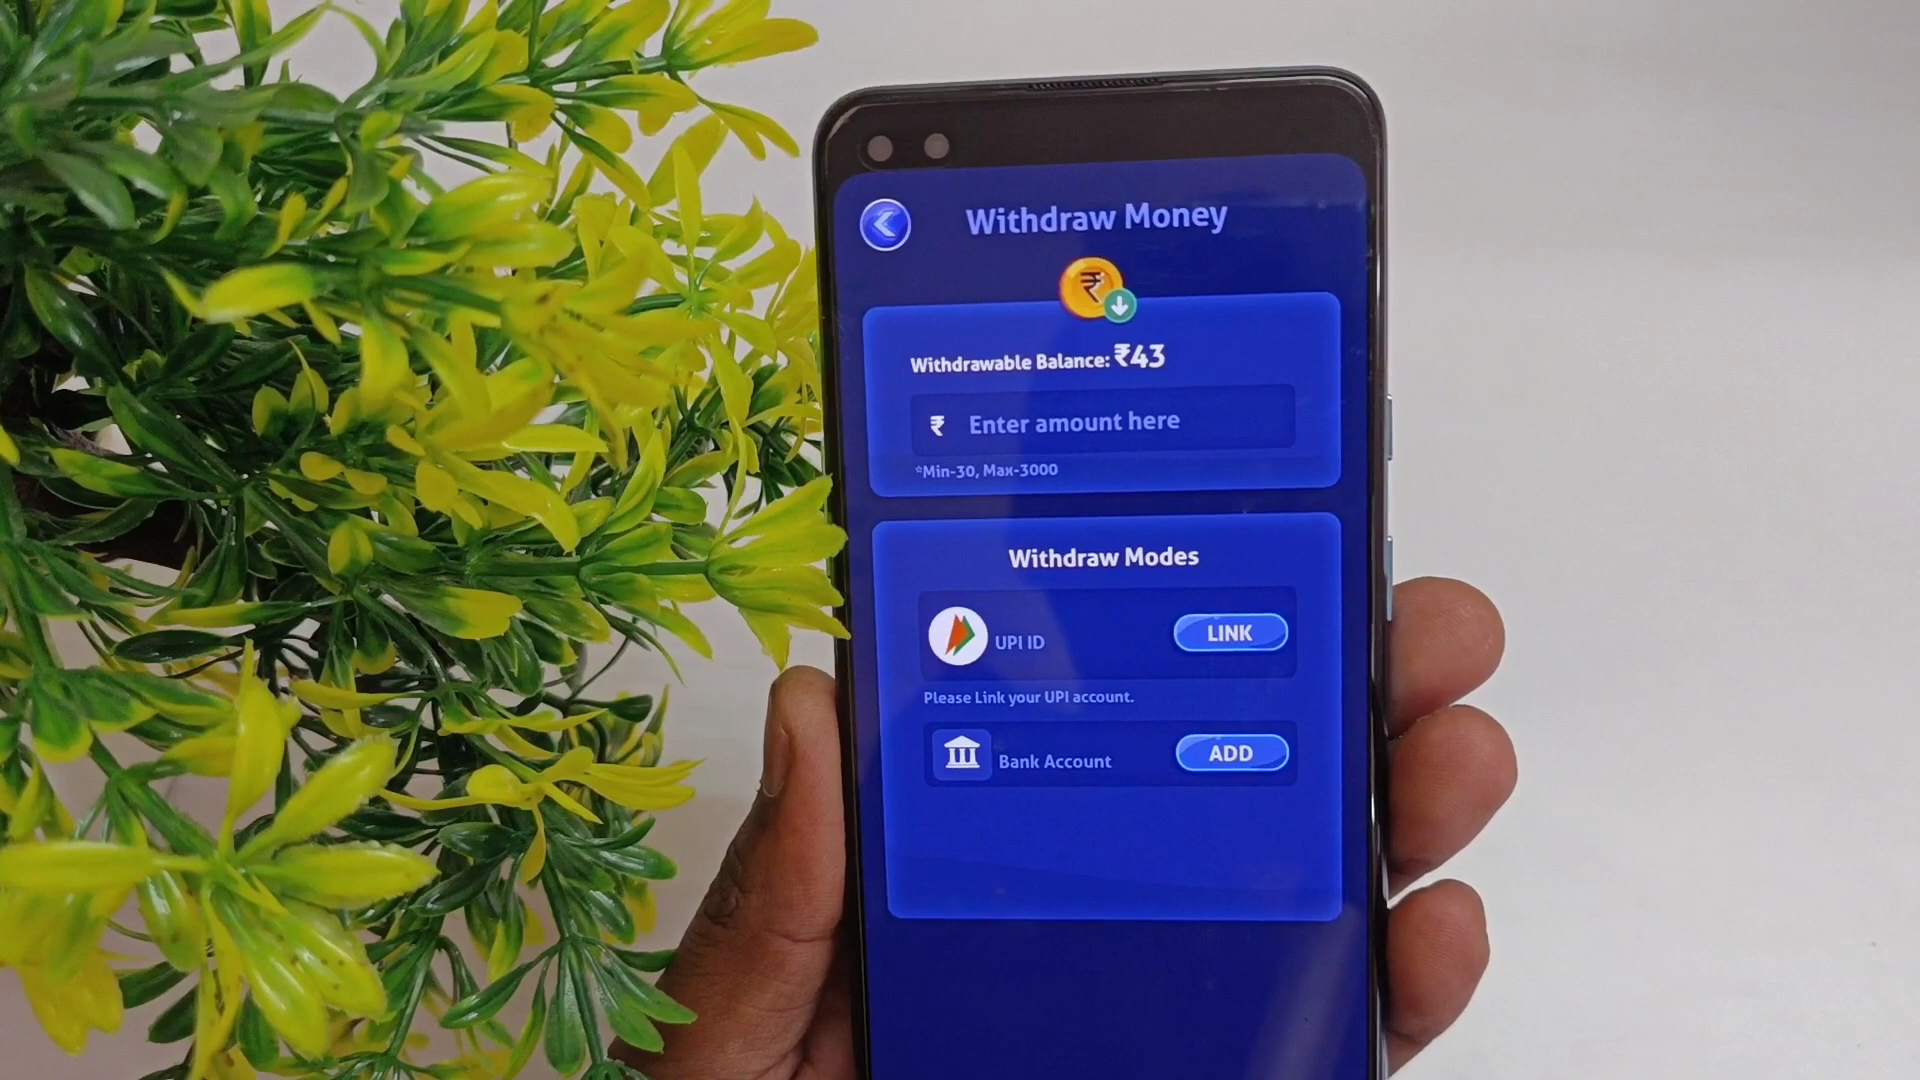 Withdraw Money
Withdrawable Balance: ₹43
₹ Enter amount here
*Min-30, Max-3000
Withdraw Modes
UPI ID LINK
Please Link your UPI account.
Bank Account ADD